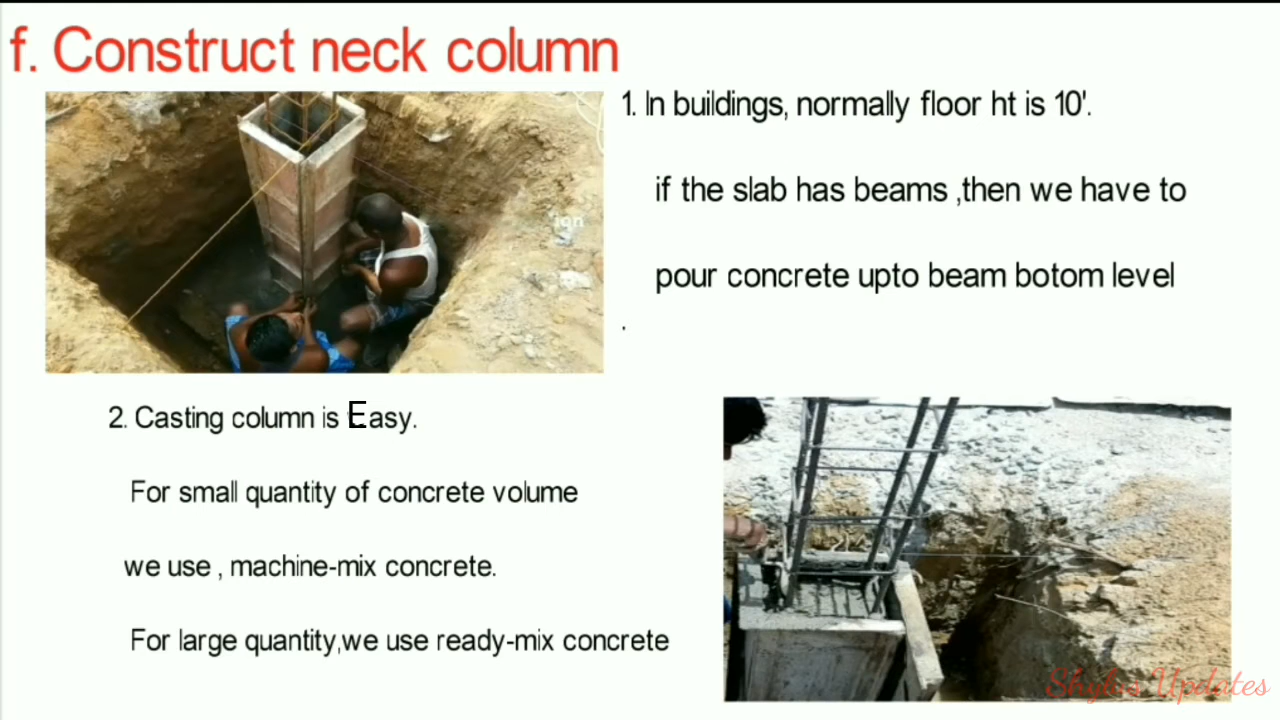 f. Construct neck column
1. In buildings, normally floor ht is 10'.
if the slab has beams ,then we have to
pour concrete upto beam botom level
.
ign
2. Casting column is Easy.
For small quantity of concrete volume
we use , machine-mix concrete.
For large quantity,we use ready-mix concrete
Shylus Updates